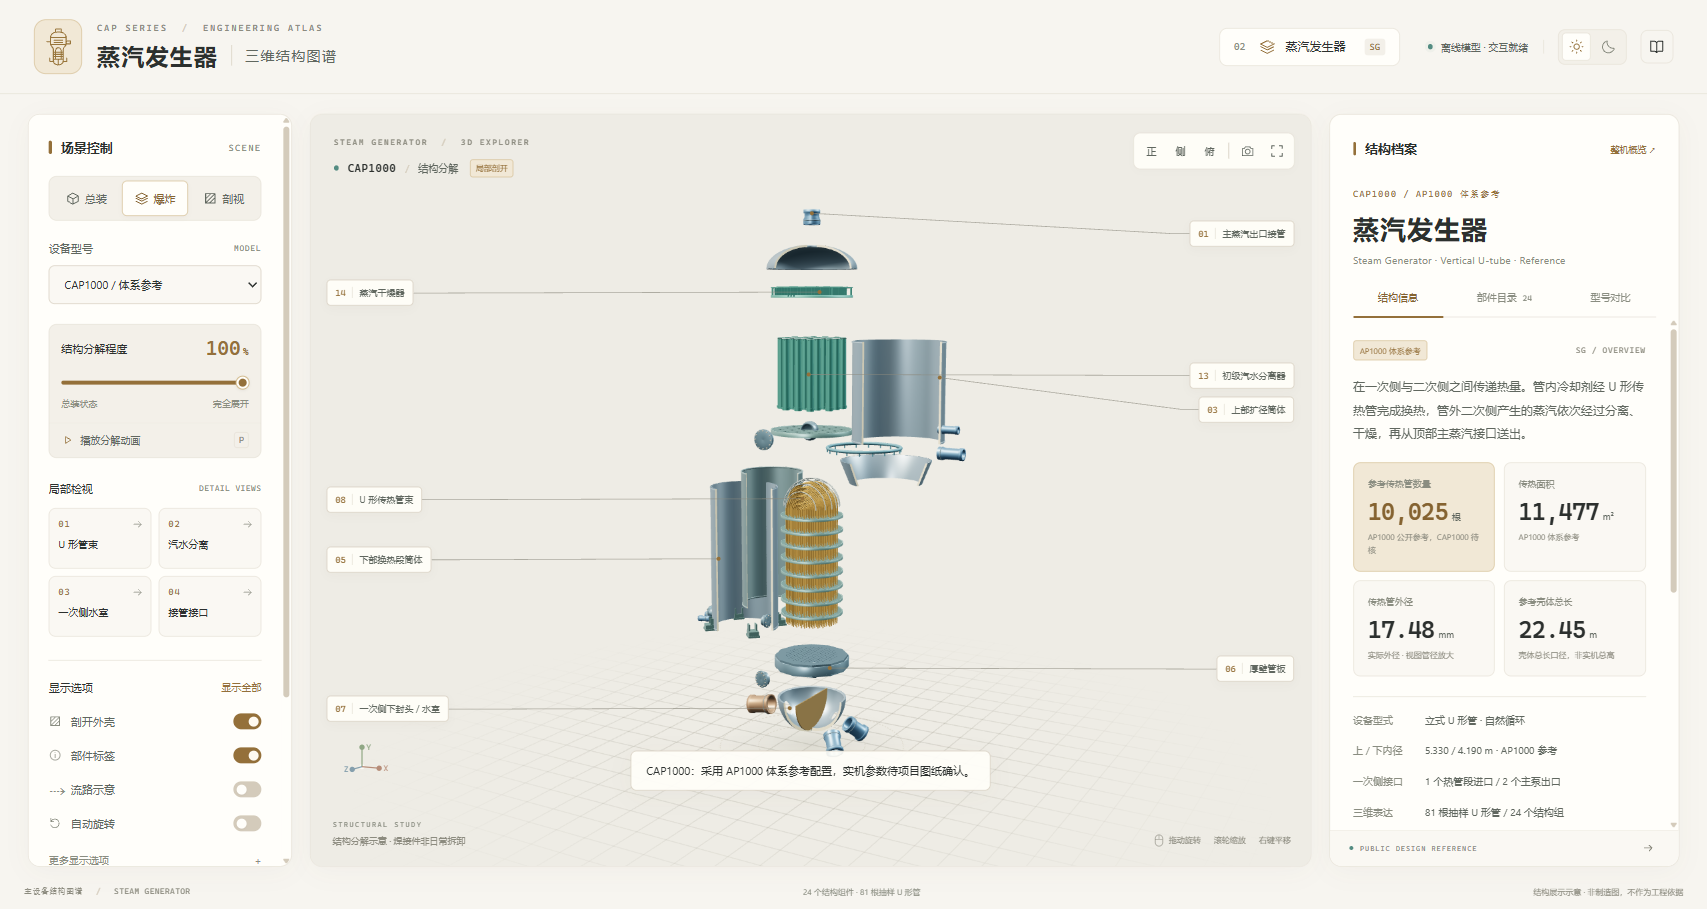 CAP SERIES / ENGINEERING ATLAS
蒸汽发生器 三维结构图谱
02 蒸汽发生器 SG
离线模型 · 交互就绪
场景控制 SCENE
总装 爆炸 剖视
设备型号 MODEL
CAP1000 / 体系参考
结构分解程度 100%
总装状态 完全展开
播放分解动画 P
局部检视 DETAIL VIEWS
01 → 02 →
U 形管束 汽水分离
03 → 04 →
一次侧水室 接管接口
显示选项 显示全部
剖开外壳
部件标签
流路示意
自动旋转
更多显示选项 +
STEAM GENERATOR / 3D EXPLORER
CAP1000 / 结构分解 局部剖开
正 侧 俯
01 主蒸汽出口接管
14 蒸汽干燥器
13 初级汽水分离器
03 上部扩径筒体
08 U 形传热管束
05 下部换热段筒体
06 厚壁管板
07 一次侧下封头 / 水室
Y
Z X
CAP1000：采用 AP1000 体系参考配置，实机参数待项目图纸确认。
STRUCTURAL STUDY
结构分解示意 · 焊接件非日常拆卸
拖动旋转 滚轮缩放 右键平移
结构档案 整机概览 ↗
CAP1000 / AP1000 体系参考
蒸汽发生器
Steam Generator · Vertical U-tube · Reference
结构信息 部件目录 24 型号对比
AP1000 体系参考 SG / OVERVIEW
在一次侧与二次侧之间传递热量。管内冷却剂经 U 形传
热管完成换热，管外二次侧产生的蒸汽依次经过分离、
干燥，再从顶部主蒸汽接口送出。
参考传热管数量
10,025 根
AP1000 公开参考，CAP1000 待
核
传热面积
11,477 m²
AP1000 体系参考
传热管外径
17.48 mm
实际外径 · 视图管径放大
参考壳体总长
22.45 m
壳体总长口径，非实机总高
设备型式 立式 U 形管 · 自然循环
上 / 下内径 5.330 / 4.190 m · AP1000 参考
一次侧接口 1 个热管段进口 / 2 个主泵出口
三维表达 81 根抽样 U 形管 / 24 个结构组
PUBLIC DESIGN REFERENCE →
主设备结构图谱 / STEAM GENERATOR
24 个结构组件 · 81 根抽样 U 形管
结构展示示意 · 非制造图，不作为工程依据